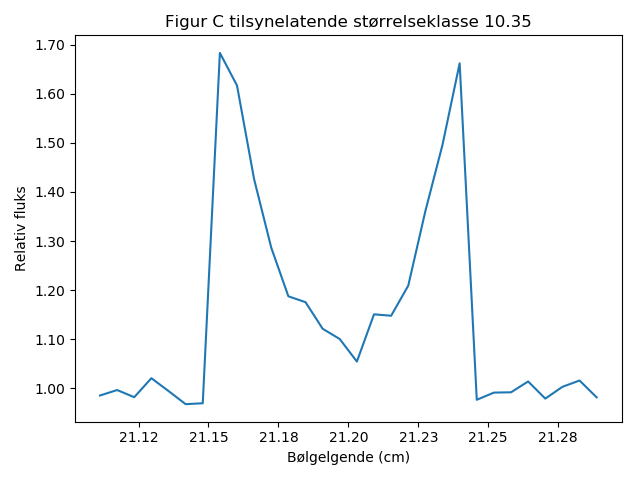 Figur C tilsynelatende størrelseklasse 10.35
Relativ fluks
1.70
1.60
1.50
1.40
1.30
1.20
1.10
1.00
21.12 21.15 21.18 21.20 21.23 21.25 21.28
Bølgelgende (cm)